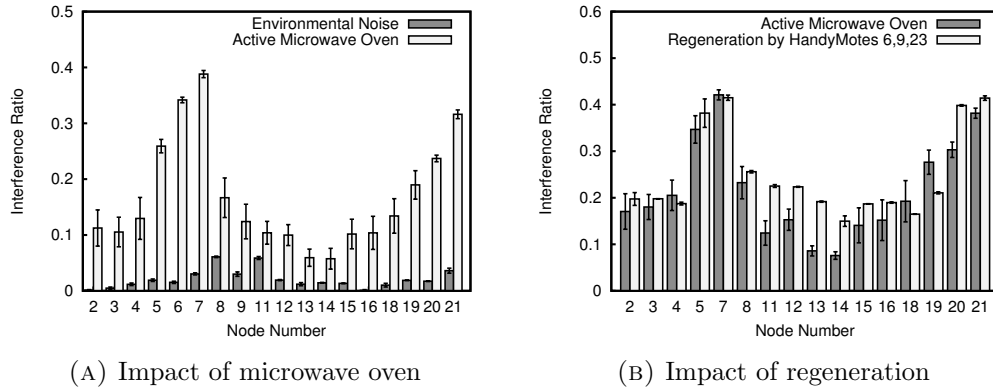 Environmental Noise
Active Microwave Oven
0.5
0.4
0.3
0.2
0.1
0
Interference Ratio
2 3 4 5 6 7 8 9 11 12 13 14 15 16 18 19 20 21
Node Number
(A) Impact of microwave oven
Active Microwave Oven
Regeneration by HandyMotes 6,9,23
0.6
0.5
0.4
0.3
0.2
0.1
0
Interference Ratio
2 3 4 5 7 8 11 12 13 14 15 16 18 19 20 21
Node Number
(B) Impact of regeneration